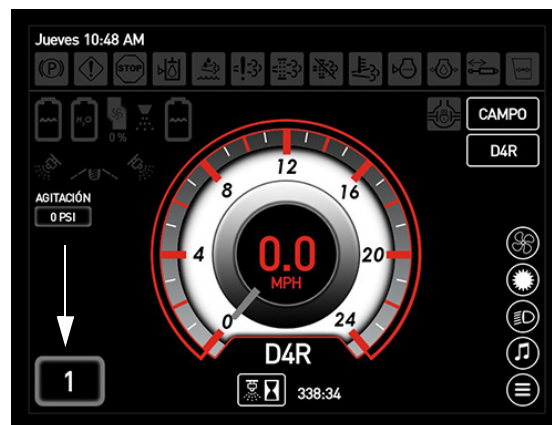 Jueves 10:48 AM
(P)
STOP
H₂O
0 %
CAMPO
D4R
AGITACIÓN
0 PSI
12
8
16
4
20
0
24
0.0
MPH
D4R
1
338:34